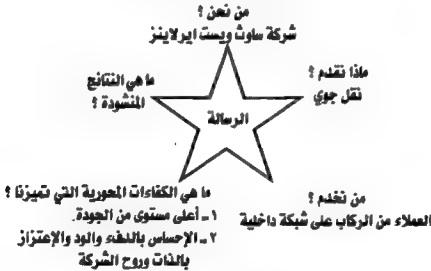 من نحن ؟
شركة ساوث ويست ايرلاينز
ماذا نقدم ؟
نقل جوي
ما هي النتائج
المنشودة ؟
الرسالة
من نخدم ؟
العملاء من الركاب على شبكة داخلية
ما هي الكفاءات المحورية التي تميزنا ؟
١ ـ أعلى مستوى من الجودة.
٢ ـ الإحساس بالدفء والود والإعتزاز
بالذات وروح الشركة